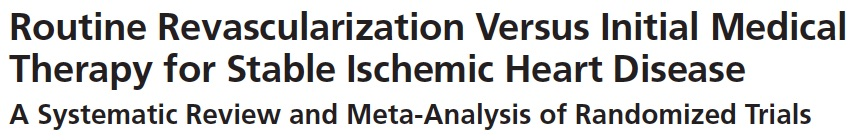 Routine Revascularization Versus Initial Medical
Therapy for Stable Ischemic Heart Disease
A Systematic Review and Meta-Analysis of Randomized Trials